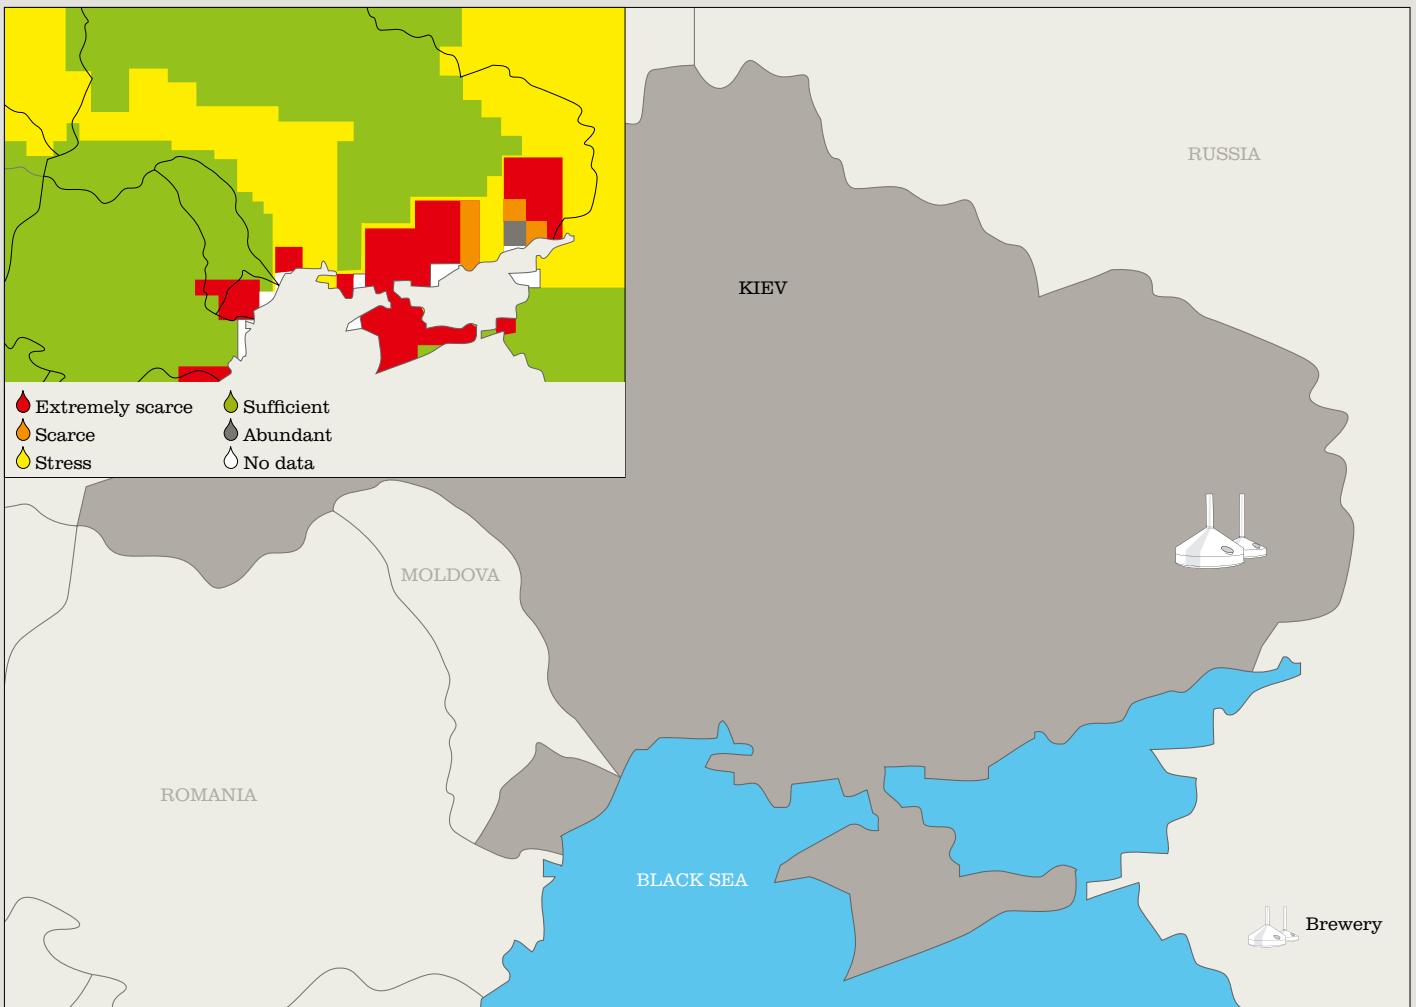 RUSSIA
KIEV
Extremely scarce
Scarce
Stress
Sufficient
Abundant
No data
MOLDOVA
ROMANIA
BLACK SEA
Brewery